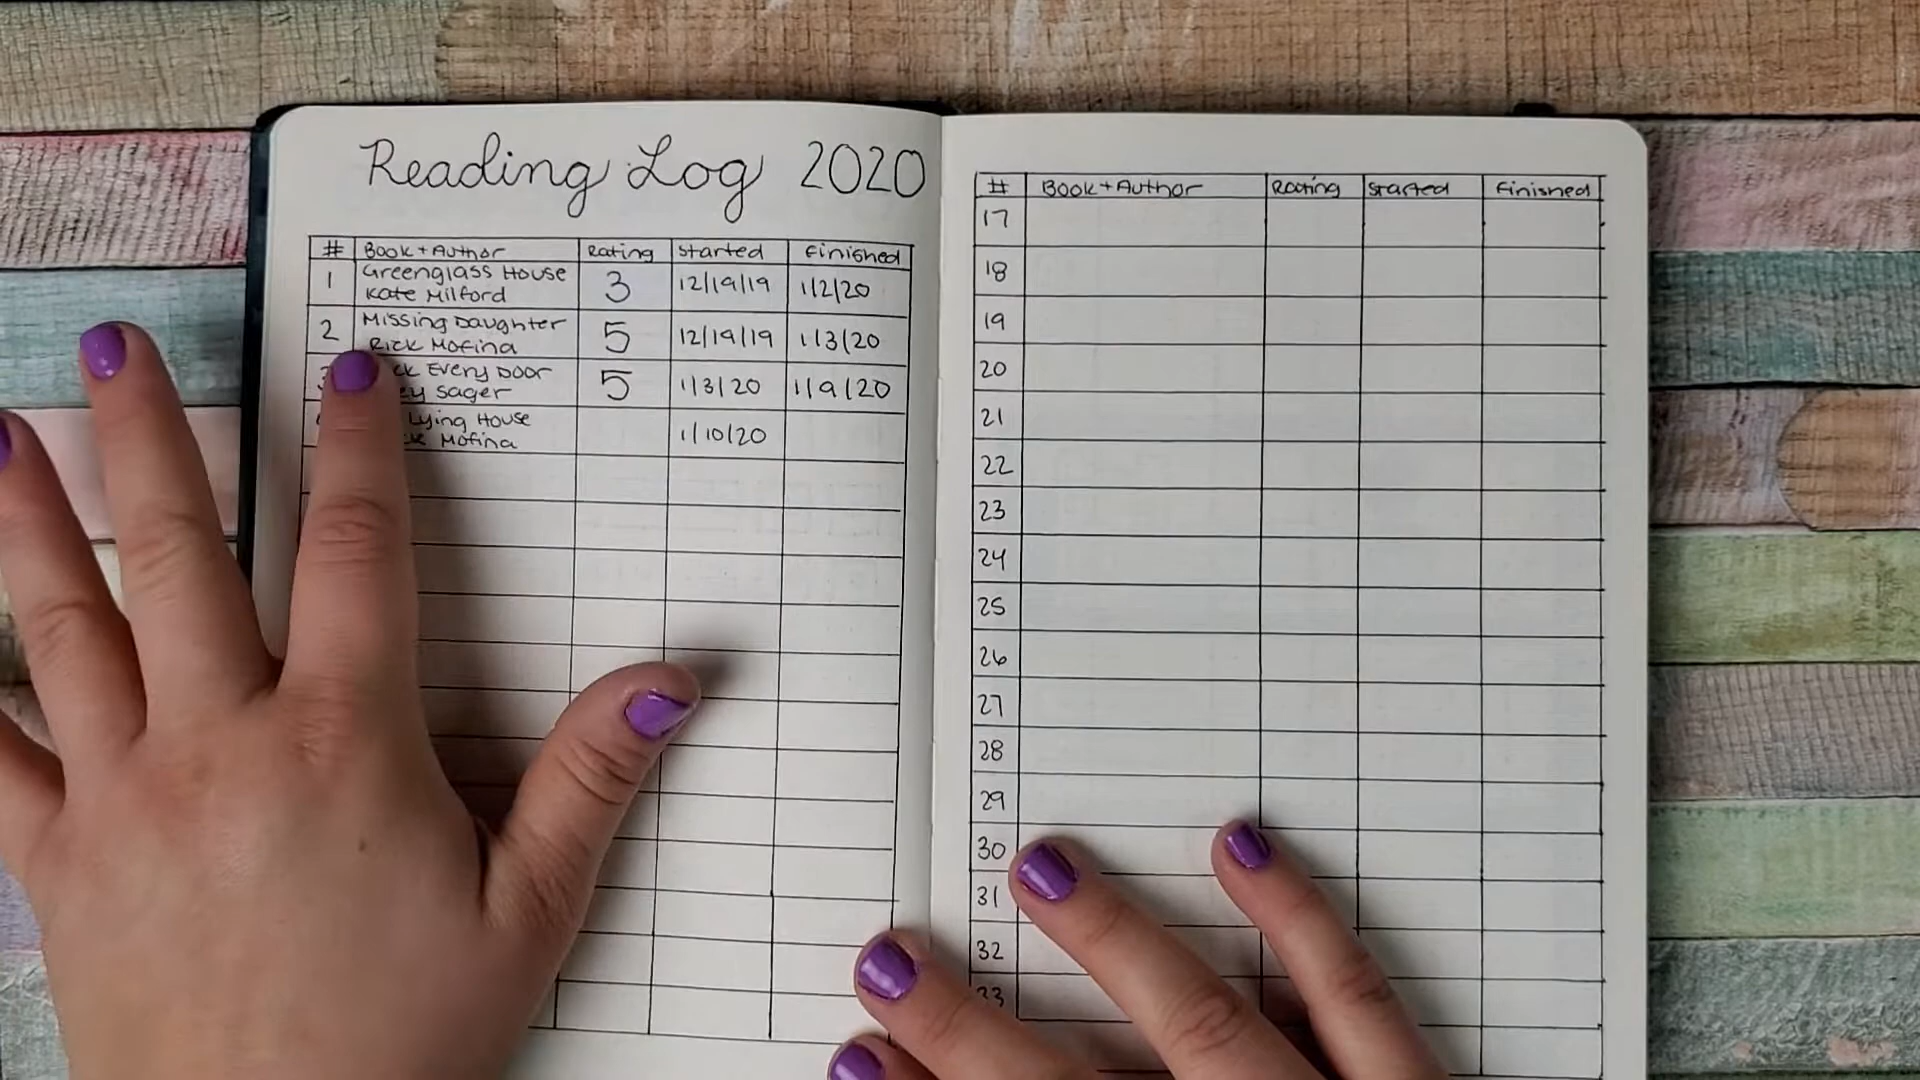 Reading Log 2020
# Book + Author Rating Started Finished
1 Greenglass House 3 12/19/19 1/2/20
Kate Milford
2 Missing Daughter 5 12/19/19 1/3/20
Rick Mofina
Every Door 5 1/3/20 1/9/20
Sager
Lying House 1/10/20
Mofina
# Book + Author Rating Started Finished
17
18
19
20
21
22
23
24
25
26
27
28
29
30
31
32
33